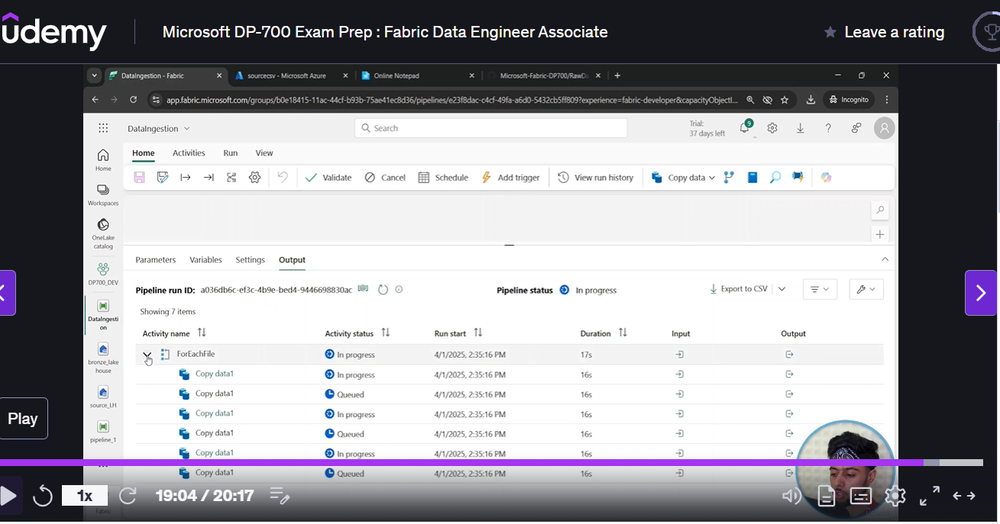 ûdemy
Microsoft DP-700 Exam Prep : Fabric Data Engineer Associate
Leave a rating
DataIngestion - Fabric
sourcecsv - Microsoft Azure
Online Notepad
Microsoft-Fabric-DP700/RawDa
app.fabric.microsoft.com/groups/b0e18415-11ac-44cf-b93b-75ae41ec8d36/pipelines/e23f8dac-c4cf-49fa-a6d0-5432cb5ff809?experience=fabric-developer&capacityObjectI...
Incognito
DataIngestion
Search
Trial:
37 days left
9
Home
Activities
Run
View
Validate
Cancel
Schedule
Add trigger
View run history
Copy data
Home
Workspaces
OneLake
catalog
DP700_DEV
DataIngesti
on
bronze_lake
house
source_LH
pipeline_1
Fabric
Parameters
Variables
Settings
Output
Pipeline run ID: a036db6c-ef3c-4b9e-bed4-9446698830ac
Pipeline status In progress
Export to CSV
Showing 7 items
Activity name Activity status Run start Duration Input Output
ForEachFile In progress 4/1/2025, 2:35:16 PM 17s
Copy data1 In progress 4/1/2025, 2:35:16 PM 16s
Copy data1 Queued 4/1/2025, 2:35:16 PM 16s
Copy data1 In progress 4/1/2025, 2:35:16 PM 16s
Copy data1 Queued 4/1/2025, 2:35:16 PM 16s
Copy data1 In progress 4/1/2025, 2:35:16 PM 16s
Copy data1 Queued 4/1/2025, 2:35:16 PM 16s
Play
1x
19:04 / 20:17